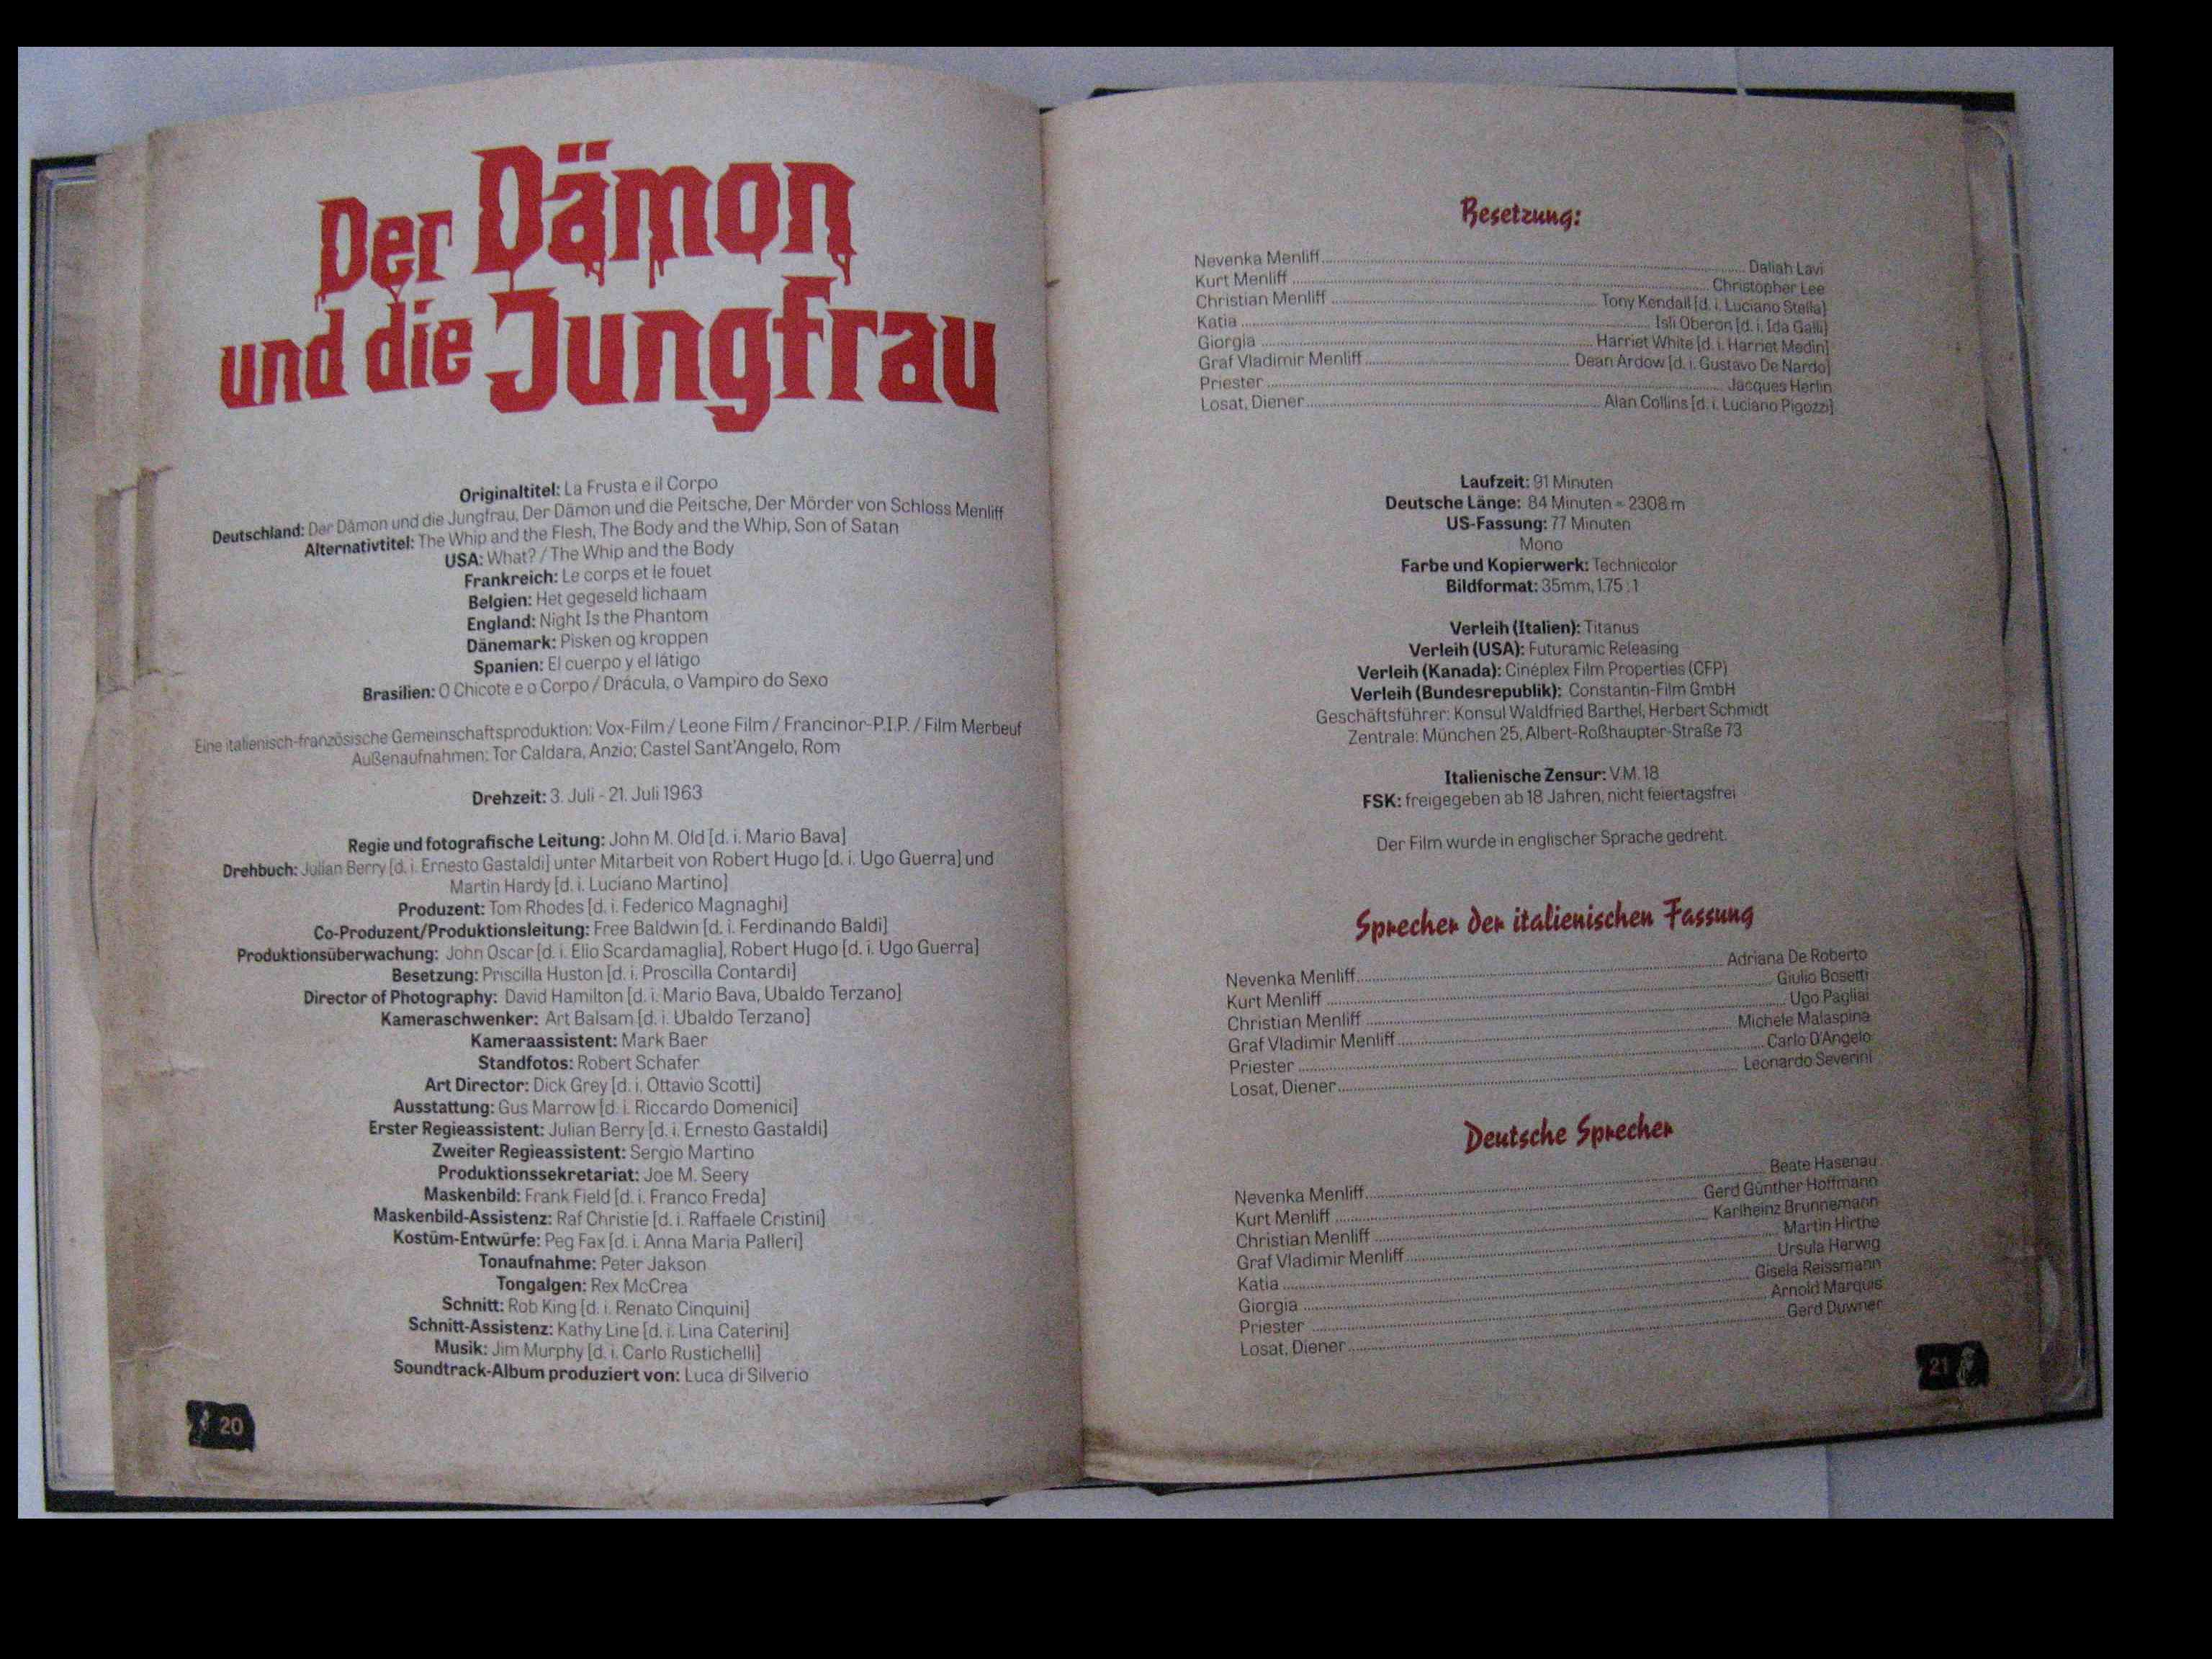 Der Dämon
und die Jungfrau
Originaltitel: La Frusta e il Corpo
Deutschland: Der Dämon und die Jungfrau, Der Dämon und die Peitsche, Der Mörder von Schloss Menliff
Alternativtitel: The Whip and the Flesh, The Body and the Whip, Son of Satan
USA: What? / The Whip and the Body
Frankreich: Le corps et le fouet
Belgien: Het gegeseld lichaam
England: Night Is the Phantom
Dänemark: Pisken og kroppen
Spanien: El cuerpo y el látigo
Brasilien: O Chicote e o Corpo / Drácula, o Vampiro do Sexo
Eine italienisch-französische Gemeinschaftsproduktion: Vox-Film / Leone Film / Francinor-P.I.P. / Film Merbeuf
Außenaufnahmen: Tor Caldara, Anzio; Castel Sant'Angelo, Rom
Drehzeit: 3. Juli - 21. Juli 1963
Regie und fotografische Leitung: John M. Old [d. i. Mario Bava]
Drehbuch: Julian Berry [d. i. Ernesto Gastaldi] unter Mitarbeit von Robert Hugo [d. i. Ugo Guerra] und
Martin Hardy [d. i. Luciano Martino]
Produzent: Tom Rhodes [d. i. Federico Magnaghi]
Co-Produzent/Produktionsleitung: Free Baldwin [d. i. Ferdinando Baldi]
Produktionsüberwachung: John Oscar [d. i. Elio Scardamaglia], Robert Hugo [d. i. Ugo Guerra]
Besetzung: Priscilla Huston [d. i. Proscilla Contardi]
Director of Photography: David Hamilton [d. i. Mario Bava, Ubaldo Terzano]
Kameraschwenker: Art Balsam [d. i. Ubaldo Terzano]
Kameraassistent: Mark Baer
Standfotos: Robert Schafer
Art Director: Dick Grey [d. i. Ottavio Scotti]
Ausstattung: Gus Marrow [d. i. Riccardo Domenici]
Erster Regieassistent: Julian Berry [d. i. Ernesto Gastaldi]
Zweiter Regieassistent: Sergio Martino
Produktionssekretariat: Joe M. Seery
Maskenbild: Frank Field [d. i. Franco Freda]
Maskenbild-Assistenz: Raf Christie [d. i. Raffaele Cristini]
Kostüm-Entwürfe: Peg Fax [d. i. Anna Maria Palleri]
Tonaufnahme: Peter Jakson
Tongalgen: Rex McCrea
Schnitt: Rob King [d. i. Renato Cinquini]
Schnitt-Assistenz: Kathy Line [d. i. Lina Caterini]
Musik: Jim Murphy [d. i. Carlo Rustichelli]
Soundtrack-Album produziert von: Luca di Silverio
20
Besetzung:
Nevenka Menliff ... Daliah Lavi
Kurt Menliff ... Christopher Lee
Christian Menliff ... Tony Kendall [d. i. Luciano Stella]
Katia ... Isli Oberon [d. i. Ida Galli]
Giorgia ... Harriet White [d. i. Harriet Medin]
Graf Vladimir Menliff ... Dean Ardow [d. i. Gustavo De Nardo]
Priester ... Jacques Herlin
Losat, Diener ... Alan Collins [d. i. Luciano Pigozzi]
Laufzeit: 91 Minuten
Deutsche Länge: 84 Minuten = 2308 m
US-Fassung: 77 Minuten
Mono
Farbe und Kopierwerk: Technicolor
Bildformat: 35mm, 1.75 : 1
Verleih (Italien): Titanus
Verleih (USA): Futuramic Releasing
Verleih (Kanada): Cinéplex Film Properties (CFP)
Verleih (Bundesrepublik): Constantin-Film GmbH
Geschäftsführer: Konsul Waldfried Barthel, Herbert Schmidt
Zentrale: München 25, Albert-Roßhaupter-Straße 73
Italienische Zensur: V.M. 18
FSK: freigegeben ab 18 Jahren, nicht feiertagsfrei
Der Film wurde in englischer Sprache gedreht.
Sprecher der italienischen Fassung
Nevenka Menliff ... Adriana De Roberto
Kurt Menliff ... Giulio Bosetti
Christian Menliff ... Ugo Pagliai
Graf Vladimir Menliff ... Michele Malaspina
Priester ... Carlo D'Angelo
Losat, Diener ... Leonardo Severini
Deutsche Sprecher
Nevenka Menliff ... Beate Hasenau
Kurt Menliff ... Gerd Günther Hoffmann
Christian Menliff ... Karlheinz Brunnemann
Graf Vladimir Menliff ... Martin Hirthe
Katia ... Ursula Herwig
Giorgia ... Gisela Reissmann
Priester ... Arnold Marquis
Losat, Diener ... Gerd Duwner
21